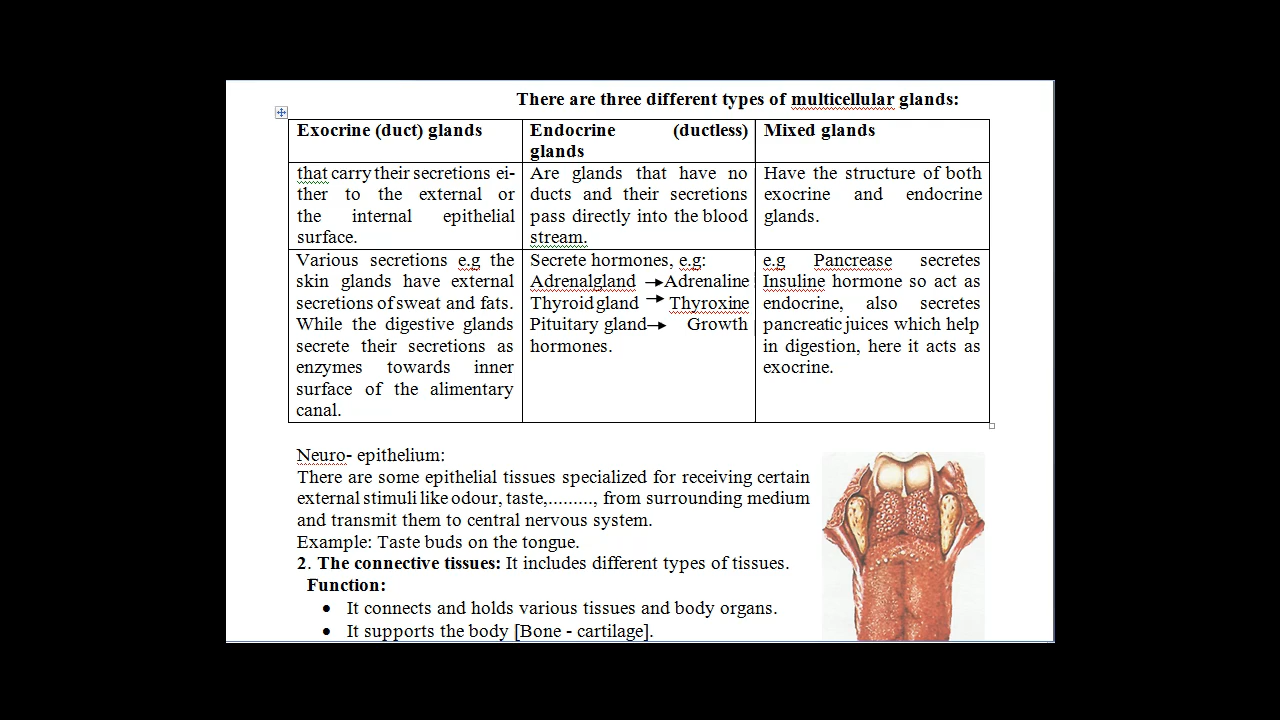 There are three different types of multicellular glands:
Exocrine (duct) glands
Endocrine (ductless)
glands
Mixed glands
that carry their secretions ei-
ther to the external or
the internal epithelial
surface.
Are glands that have no
ducts and their secretions
pass directly into the blood
stream.
Have the structure of both
exocrine and endocrine
glands.
Various secretions e.g the
skin glands have external
secretions of sweat and fats.
While the digestive glands
secrete their secretions as
enzymes towards inner
surface of the alimentary
canal.
Secrete hormones, e.g:
Adrenalgland → Adrenaline
Thyroid gland → Thyroxine
Pituitary gland → Growth
hormones.
e.g Pancrease secretes
Insuline hormone so act as
endocrine, also secretes
pancreatic juices which help
in digestion, here it acts as
exocrine.
Neuro- epithelium:
There are some epithelial tissues specialized for receiving certain
external stimuli like odour, taste,........., from surrounding medium
and transmit them to central nervous system.
Example: Taste buds on the tongue.
2. The connective tissues: It includes different types of tissues.
Function:
• It connects and holds various tissues and body organs.
• It supports the body [Bone - cartilage].